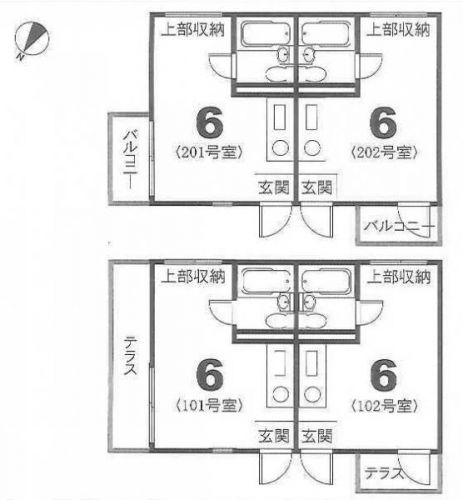 N
上部収納
上部収納
6
6
(201号室)
(202号室)
バルコニー
玄関
玄関
バルコニー
上部収納
上部収納
テラス
6
6
(101号室)
(102号室)
玄関
玄関
テラス